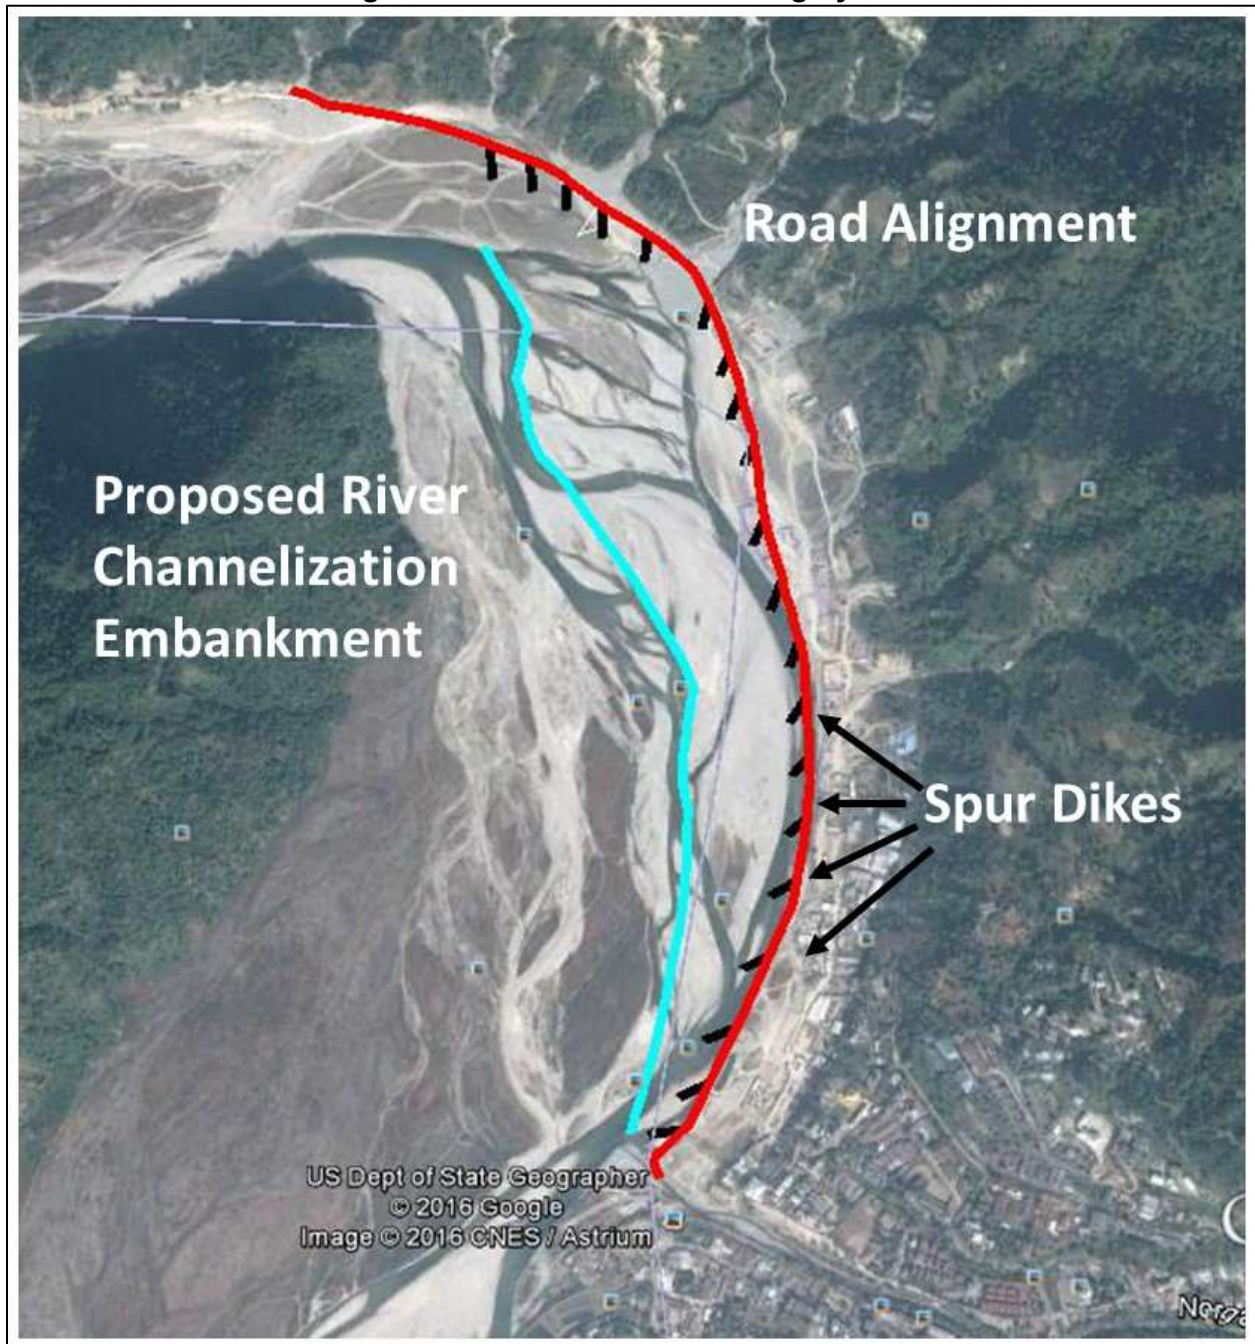 Road Alignment
Proposed River
Channelization
Embankment
Spur Dikes
US Dept of State Geographer
© 2016 Google
Image © 2016 CNES / Astrium